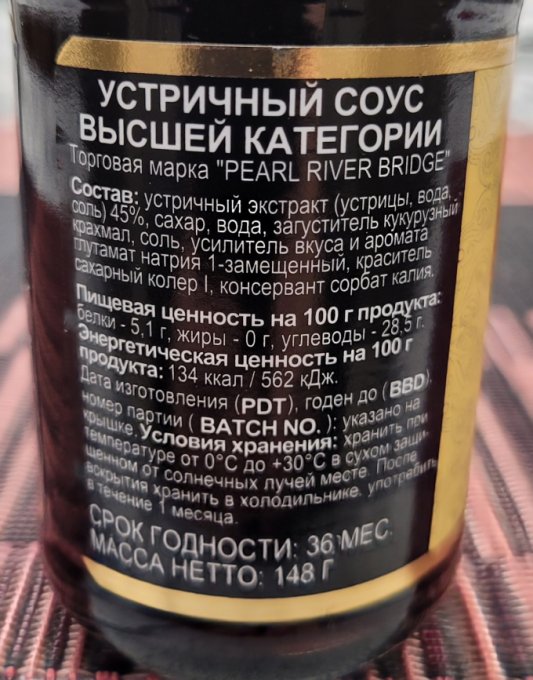 УСТРИЧНЫЙ СОУС
ВЫСШЕЙ КАТЕГОРИИ
Торговая марка "PEARL RIVER BRIDGE"
Состав: устричный экстракт (устрицы, вода,
соль) 45%, сахар, вода, загуститель кукурузный
крахмал, соль, усилитель вкуса и аромата
глутамат натрия 1-замещенный, краситель
сахарный колер I, консервант сорбат калия.
Пищевая ценность на 100 г продукта:
белки - 5,1 г, жиры - 0 г, углеводы - 28,5 г.
Энергетическая ценность на 100 г
продукта: 134 ккал / 562 кДж.
Дата изготовления (PDT), годен до (BBD),
номер партии ( BATCH NO. ): указано на
крышке. Условия хранения: хранить при
температуре от 0°С до +30°С в сухом защи-
щенном от солнечных лучей месте. После
вскрытия хранить в холодильнике, употребить
в течение 1 месяца.
СРОК ГОДНОСТИ: 36 МЕС.
МАССА НЕТТО: 148 Г